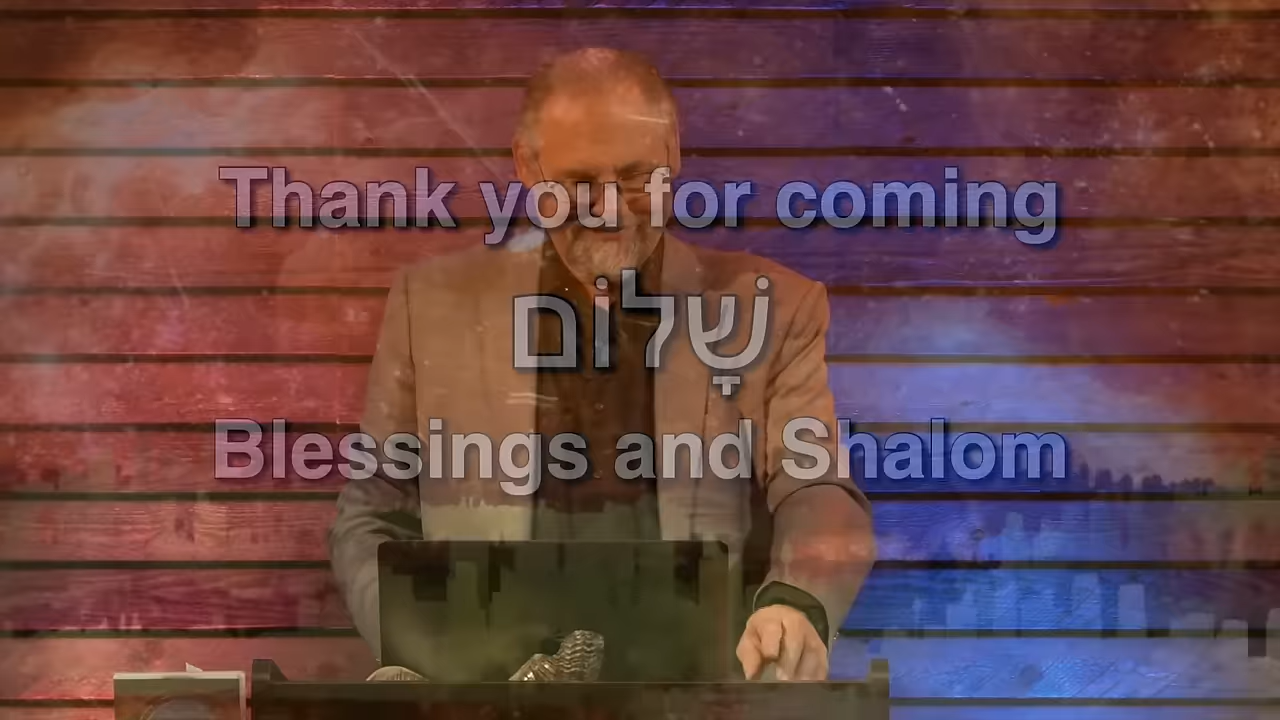 Thank you for coming
שָׁלוֹם
Blessings and Shalom